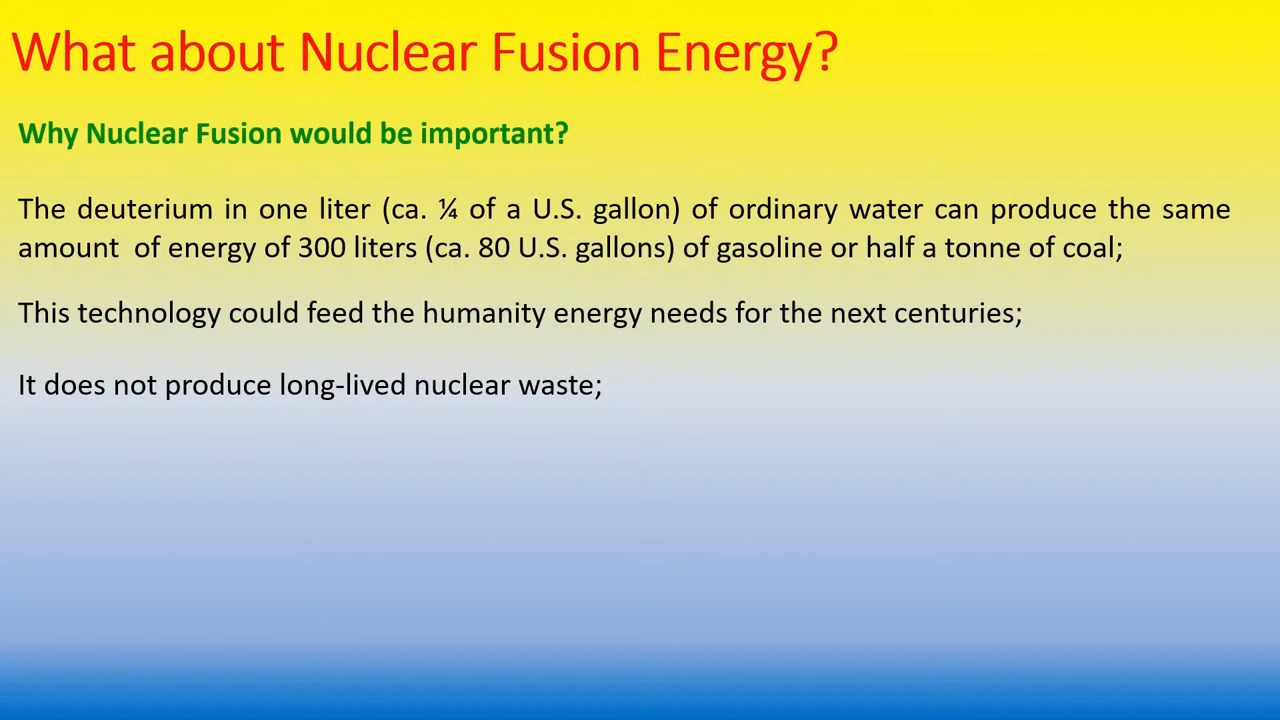 What about Nuclear Fusion Energy?
Why Nuclear Fusion would be important?
The deuterium in one liter (ca. ¼ of a U.S. gallon) of ordinary water can produce the same
amount of energy of 300 liters (ca. 80 U.S. gallons) of gasoline or half a tonne of coal;
This technology could feed the humanity energy needs for the next centuries;
It does not produce long-lived nuclear waste;